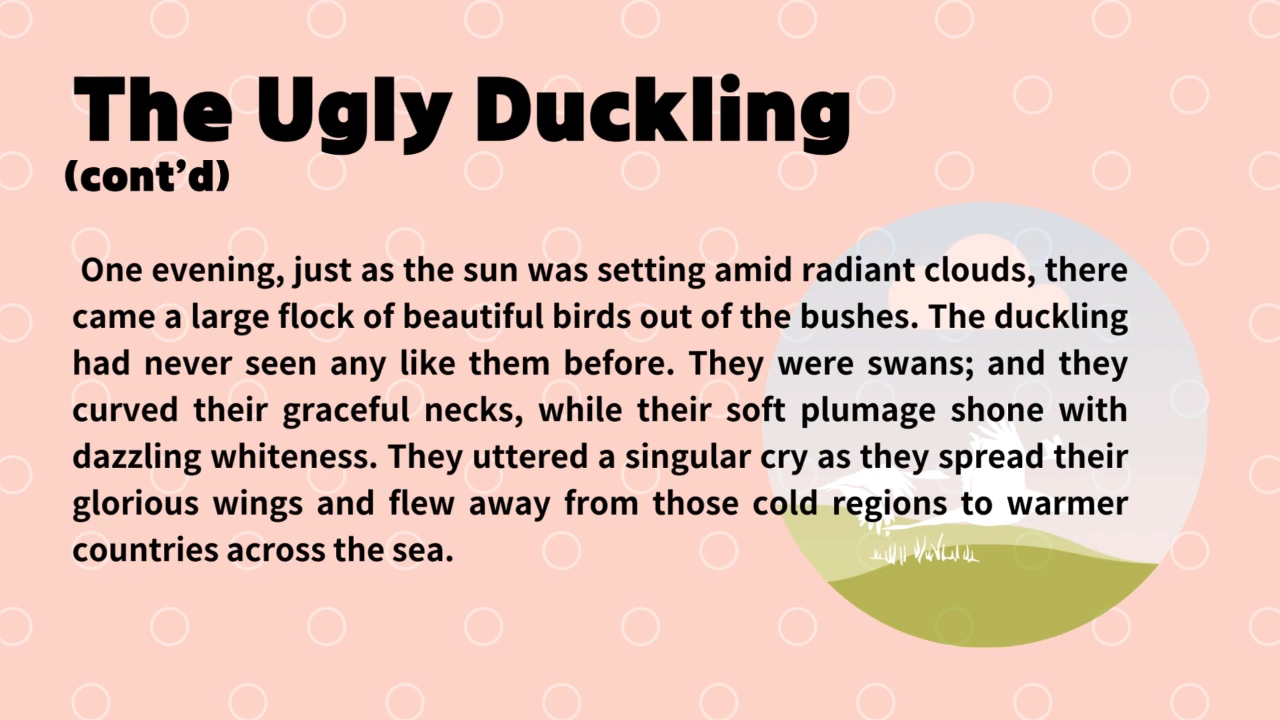 The Ugly Duckling
(cont’d)
One evening, just as the sun was setting amid radiant clouds, there
came a large flock of beautiful birds out of the bushes. The duckling
had never seen any like them before. They were swans; and they
curved their graceful necks, while their soft plumage shone with
dazzling whiteness. They uttered a singular cry as they spread their
glorious wings and flew away from those cold regions to warmer
countries across the sea.